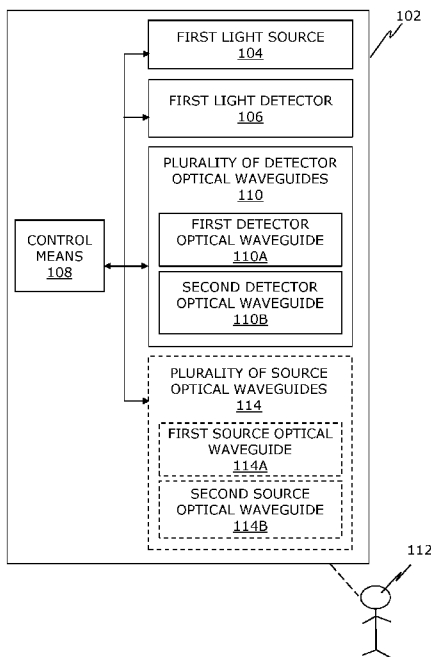 102
FIRST LIGHT SOURCE
104
FIRST LIGHT DETECTOR
106
PLURALITY OF DETECTOR
OPTICAL WAVEGUIDES
110
FIRST DETECTOR
OPTICAL WAVEGUIDE
110A
SECOND DETECTOR
OPTICAL WAVEGUIDE
110B
CONTROL
MEANS
108
PLURALITY OF SOURCE
OPTICAL WAVEGUIDES
114
FIRST SOURCE OPTICAL
WAVEGUIDE
114A
SECOND SOURCE
OPTICAL WAVEGUIDE
114B
112